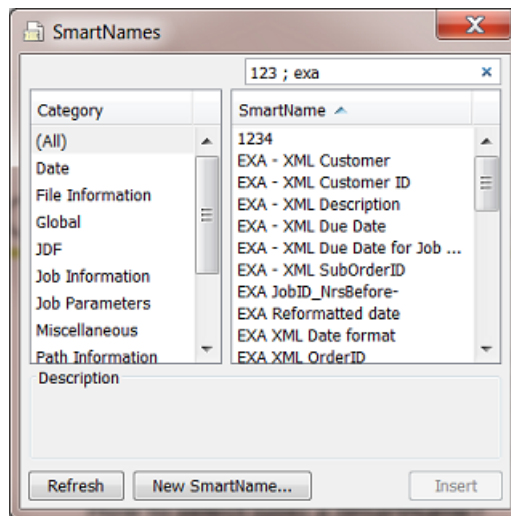 SmartNames
123 ; exa
Category
(All)
Date
File Information
Global
JDF
Job Information
Job Parameters
Miscellaneous
Path Information
SmartName
1234
EXA - XML Customer
EXA - XML Customer ID
EXA - XML Description
EXA - XML Due Date
EXA - XML Due Date for Job ...
EXA - XML SubOrderID
EXA JobID_NrsBefore-
EXA Reformatted date
EXA XML Date format
EXA XML OrderID
Description
Refresh
New SmartName...
Insert